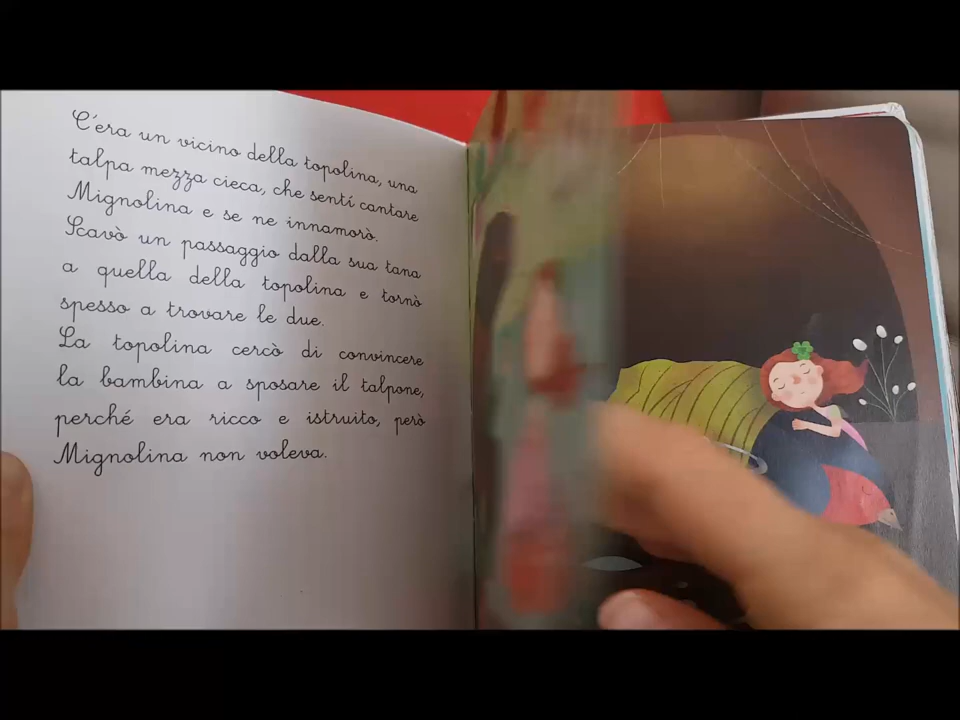 C'era un vicino della topolina, una
talpa mezza cieca, che sentí cantare
Mignolina e se ne innamorò.
Scavò un passaggio dalla sua tana
a quella della topolina e tornò
spesso a trovare le due.
La topolina cercò di convincere
la bambina a sposare il talpone,
perché era ricco e istruito, però
Mignolina non voleva.